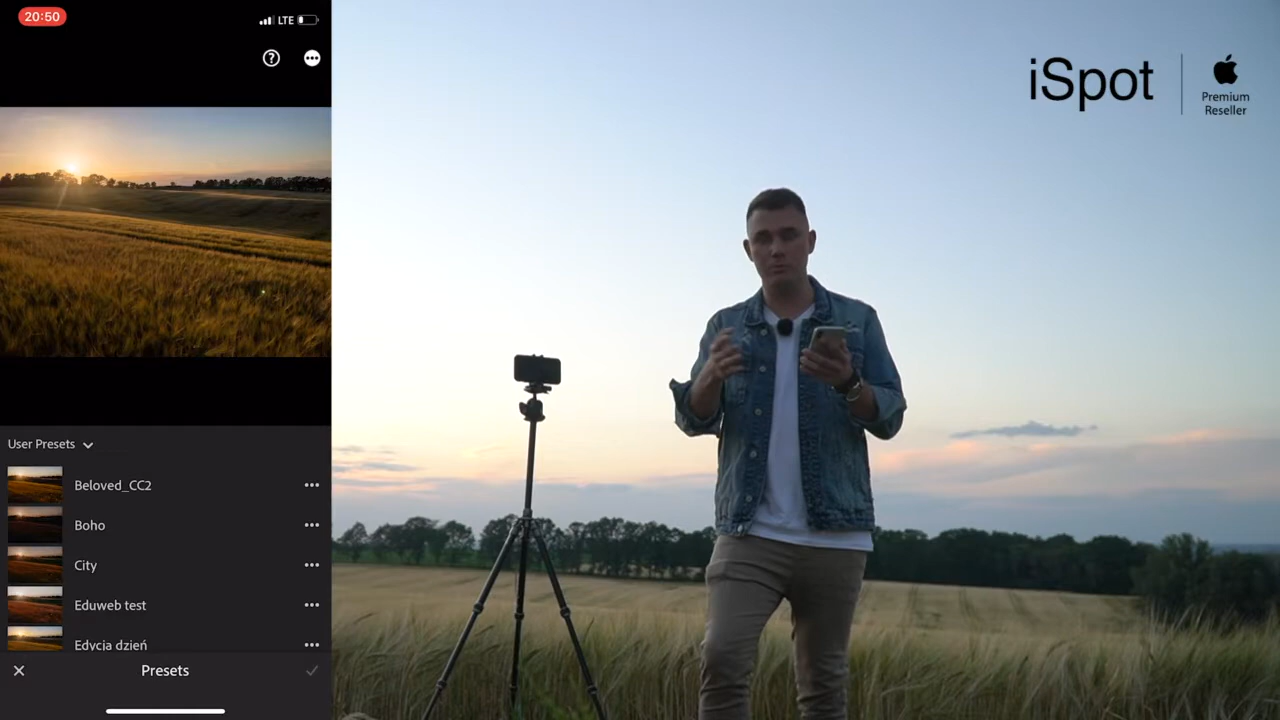 20:50
LTE
User Presets
Beloved_CC2
Boho
City
Eduweb test
Edycja dzień
Presets
iSpot
Premium
Reseller